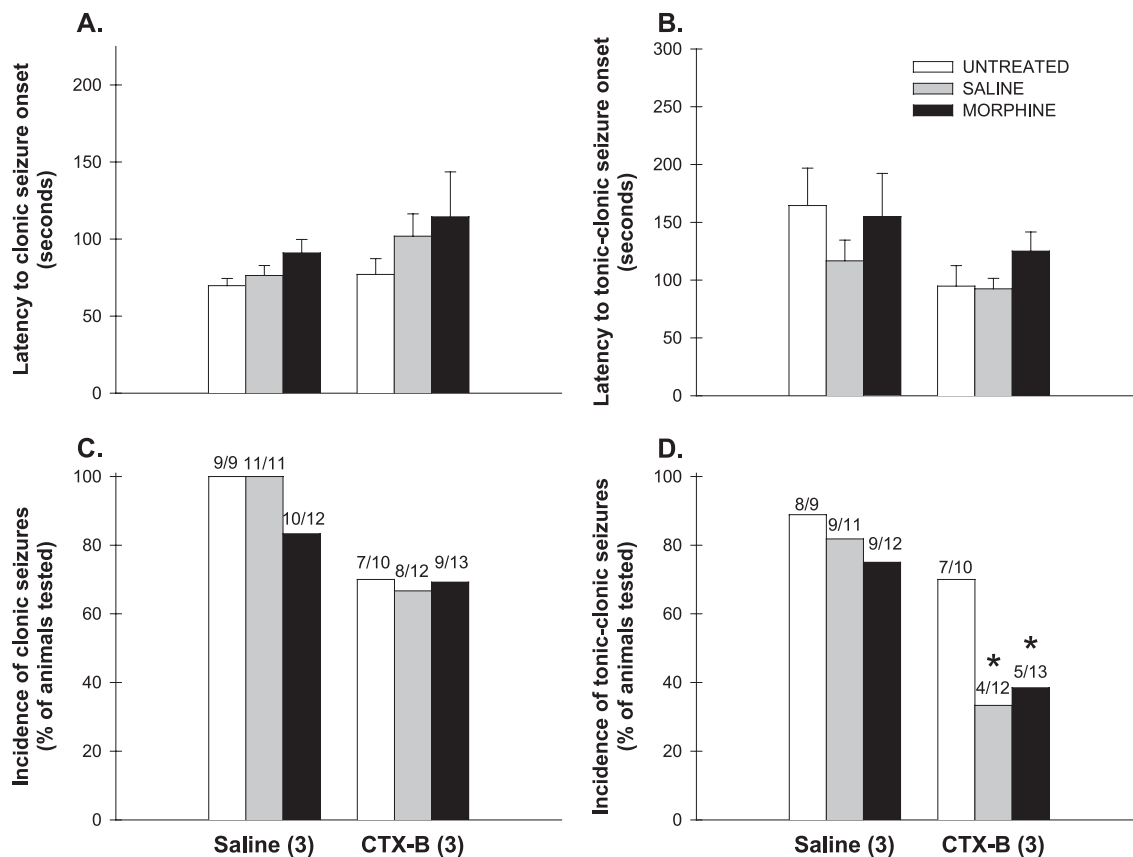 A.
Latency to clonic seizure onset
(seconds)
200
150
100
50
0
B.
Latency to tonic-clonic seizure onset
(seconds)
300
250
200
150
100
50
0
UNTREATED
SALINE
MORPHINE
C.
Incidence of clonic seizures
(% of animals tested)
100
80
60
40
20
0
9/9 11/11
10/12
7/10
8/12
9/13
Saline (3) CTX-B (3)
D.
Incidence of tonic-clonic seizures
(% of animals tested)
100
80
60
40
20
0
8/9
9/11
9/12
7/10
*
4/12
*
5/13
Saline (3) CTX-B (3)